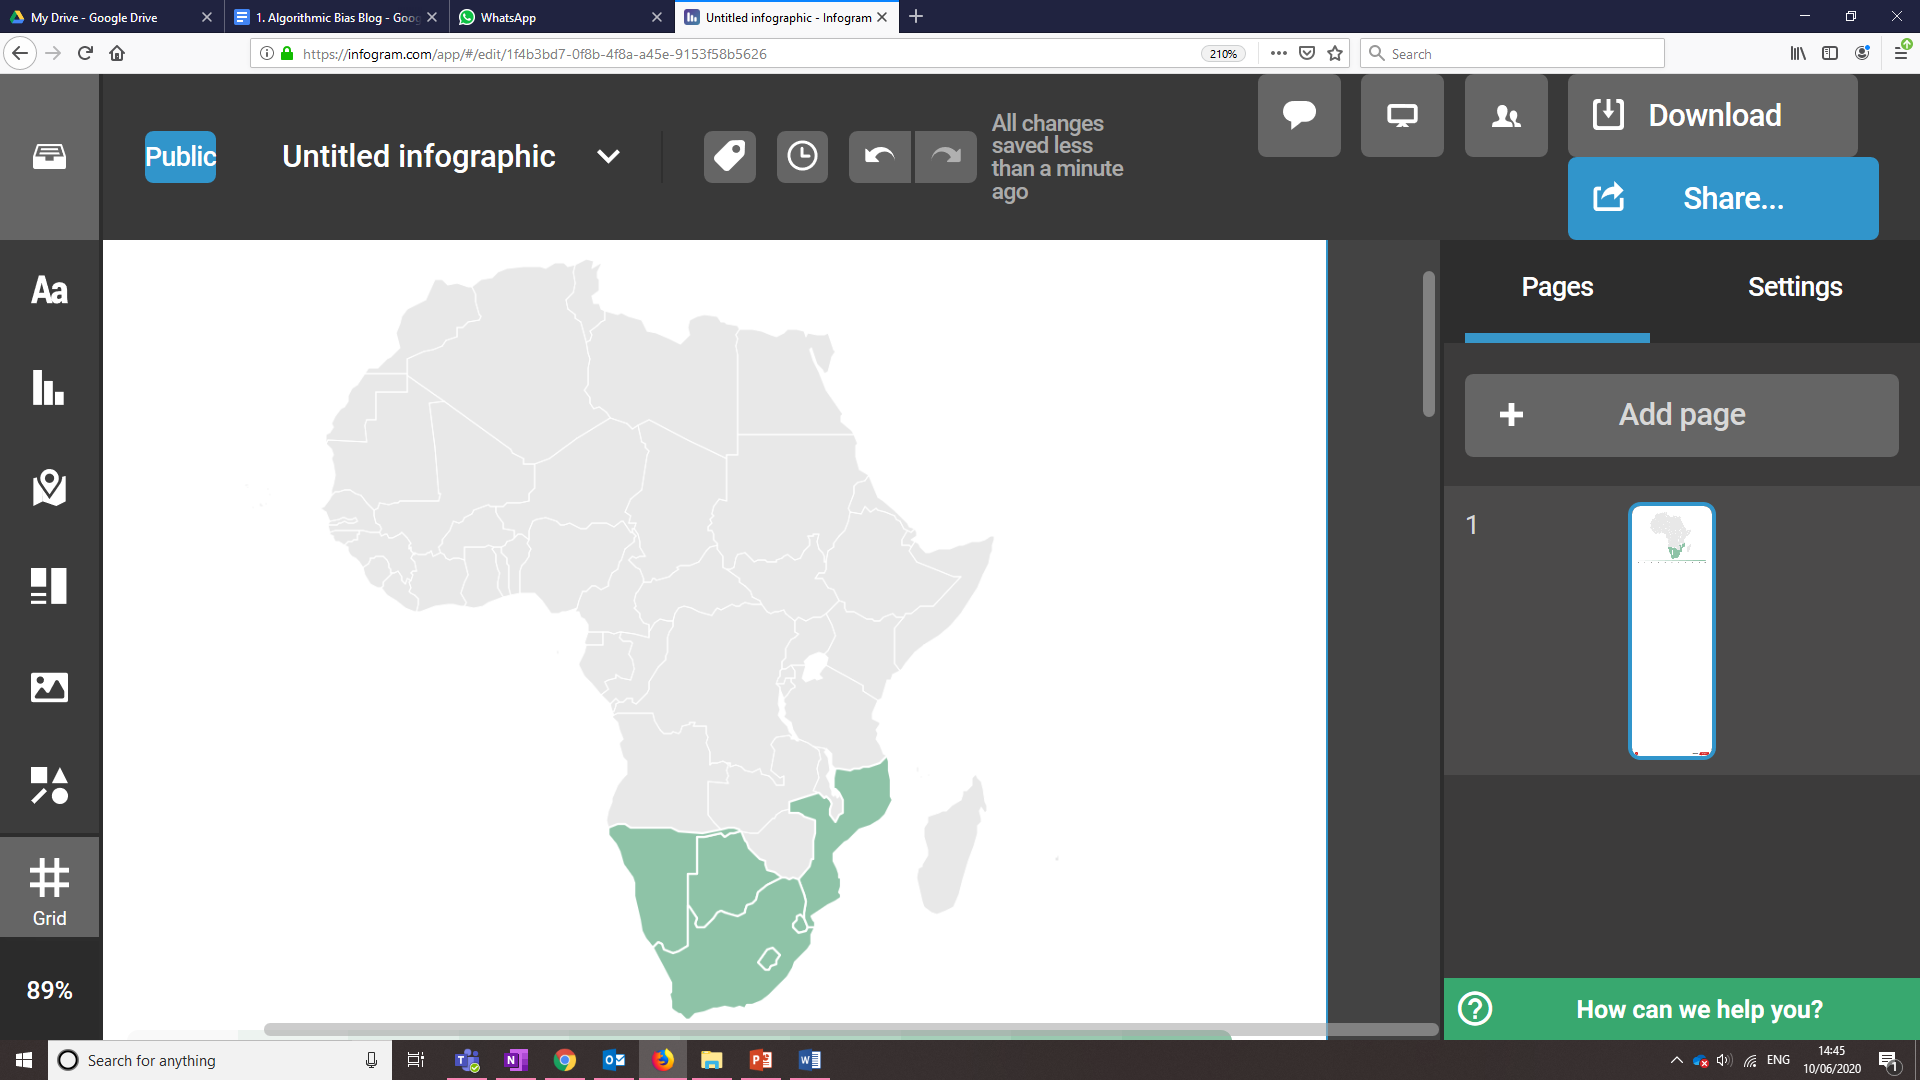 My Drive - Google Drive
1. Algorithmic Bias Blog - Goog
WhatsApp
Untitled infographic - Infogram
https://infogram.com/app/#/edit/1f4b3bd7-0f8b-4f8a-a45e-9153f58b5626
210%
Search
Public
Untitled infographic
All changes
saved less
than a minute
ago
Download
Share...
Aa
Pages
Settings
Add page
1
Grid
89%
How can we help you?
Search for anything
ENG
14:45
10/06/2020
1